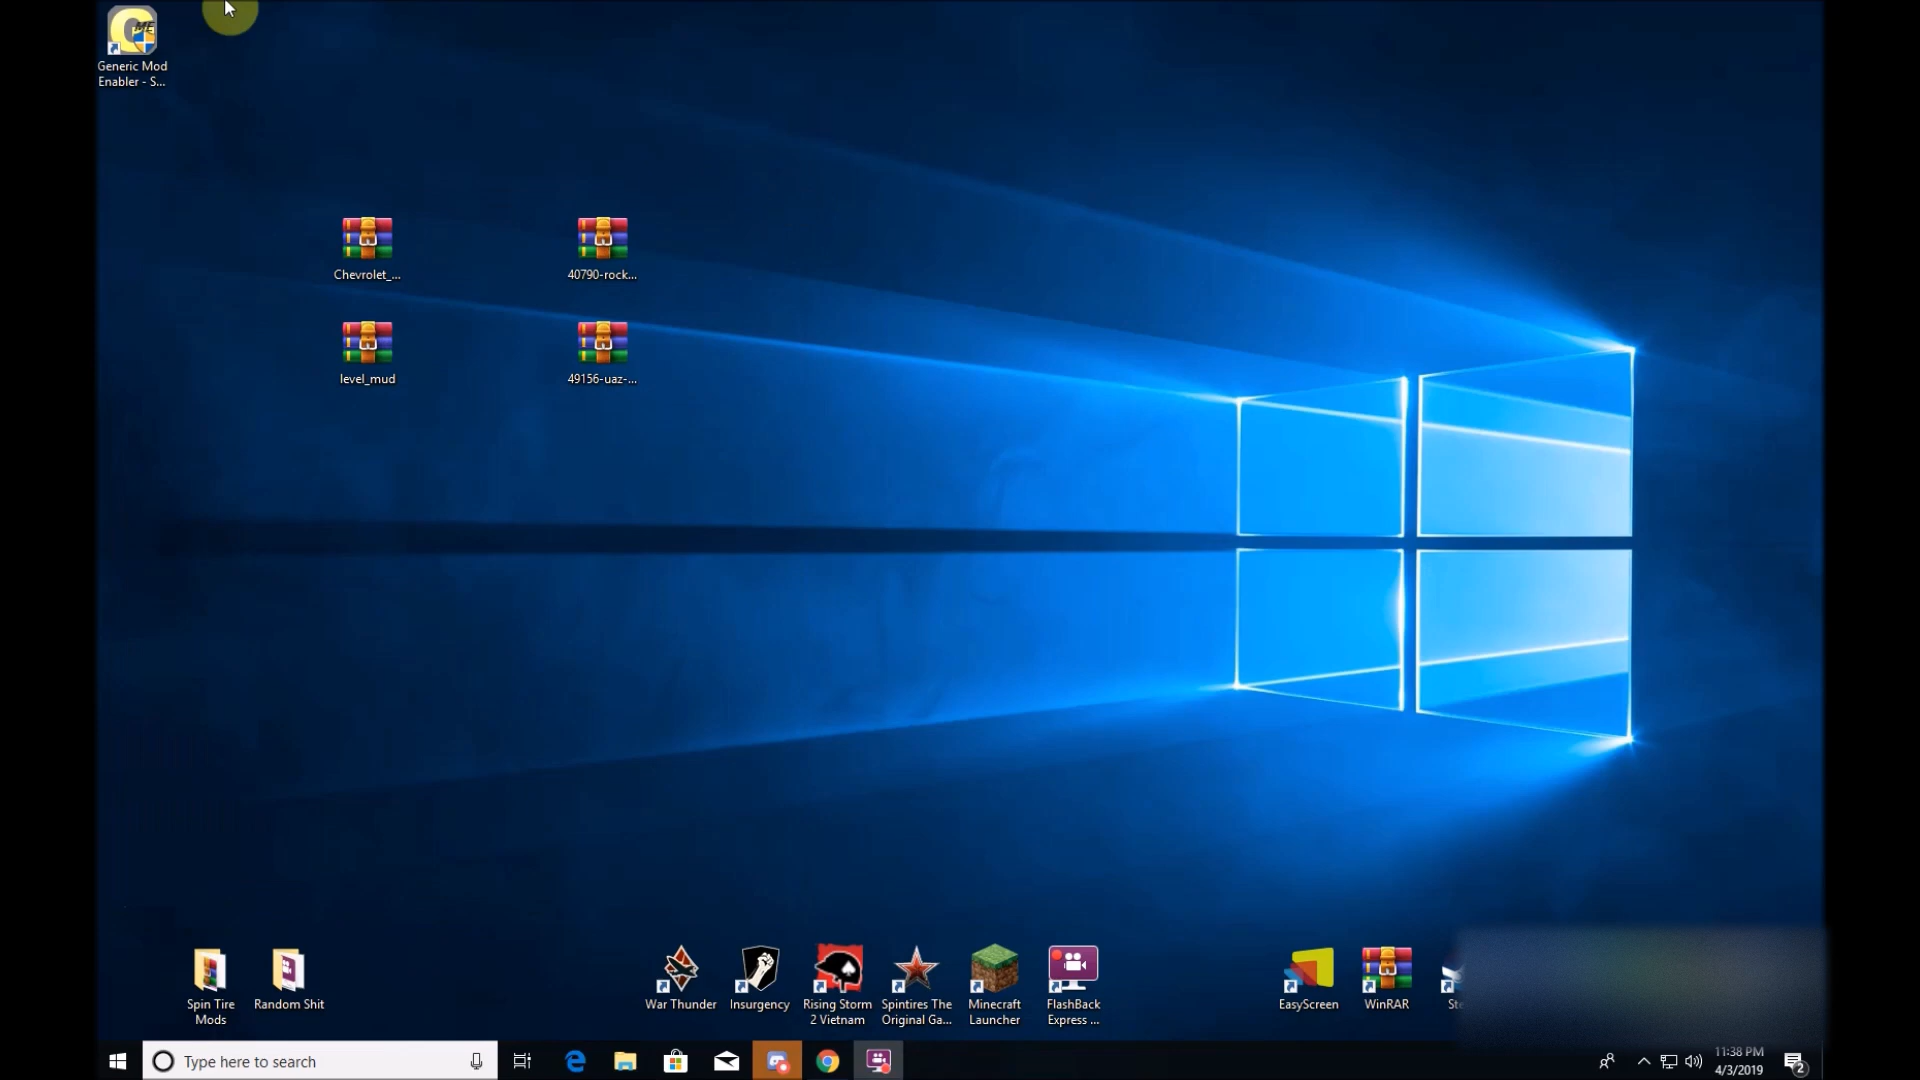 Generic Mod
Enabler - S...
Chevrolet_...
40790-rock...
level_mud
49156-uaz-...
Spin Tire
Mods
Random Shit
War Thunder
Insurgency
Rising Storm
2 Vietnam
Spintires The
Original Ga...
Minecraft
Launcher
FlashBack
Express ...
EasyScreen
WinRAR
Ste
Type here to search
11:38 PM
4/3/2019
2